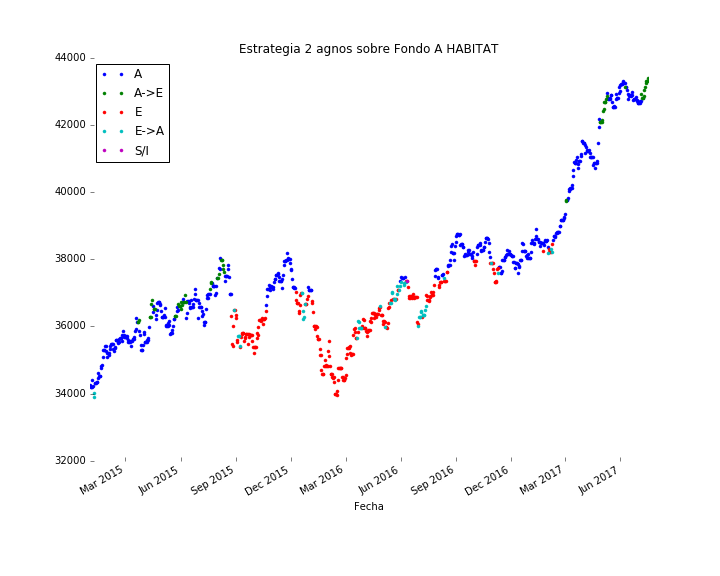 Estrategia 2 agnos sobre Fondo A HABITAT
44000
42000
40000
38000
36000
34000
32000
A
A->E
E
E->A
S/I
Mar 2015
Jun 2015
Sep 2015
Dec 2015
Mar 2016
Jun 2016
Sep 2016
Dec 2016
Mar 2017
Jun 2017
Fecha